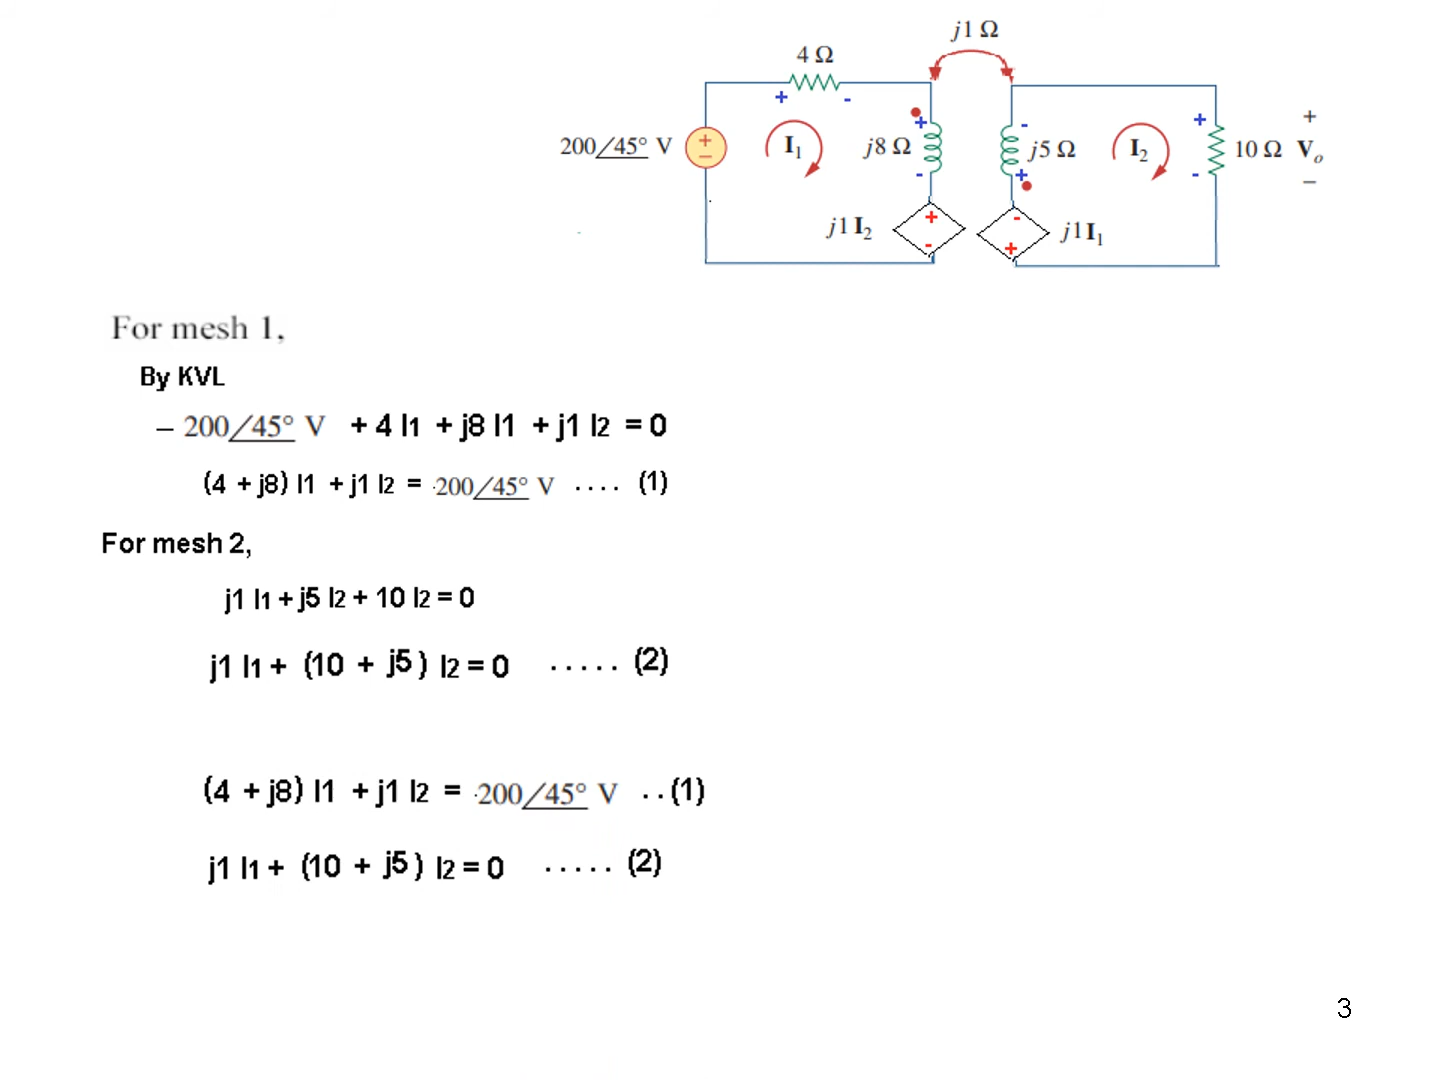 j1 Ω
4 Ω
+ -
200∠45° V
+
−
I1
j8 Ω
+
-
j5 Ω
-
+
I2
+
-
10 Ω
+
Vo
−
j1 I2
+
-
j1 I1
-
+
For mesh 1,
By KVL
− 200∠45° V + 4 I1 + j8 I1 + j1 I2 = 0
(4 + j8) I1 + j1 I2 = 200∠45° V .... (1)
For mesh 2,
j1 I1 + j5 I2 + 10 I2 = 0
j1 I1 + (10 + j5) I2 = 0 ..... (2)
(4 + j8) I1 + j1 I2 = 200∠45° V ..(1)
j1 I1 + (10 + j5) I2 = 0 ..... (2)
3